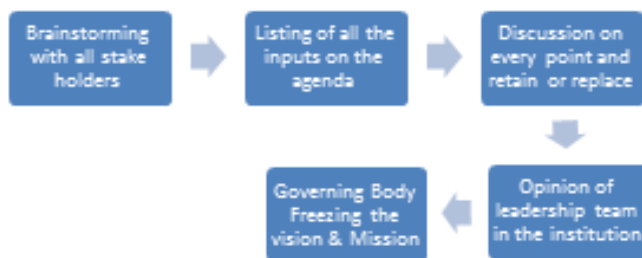 Brainstorming
with all stake
holders
Listing of all the
inputs on the
agenda
Discussion on
every point and
retain or replace
Opinion of
leadership team
in the institution
Governing Body
Freezing the
vision & Mission